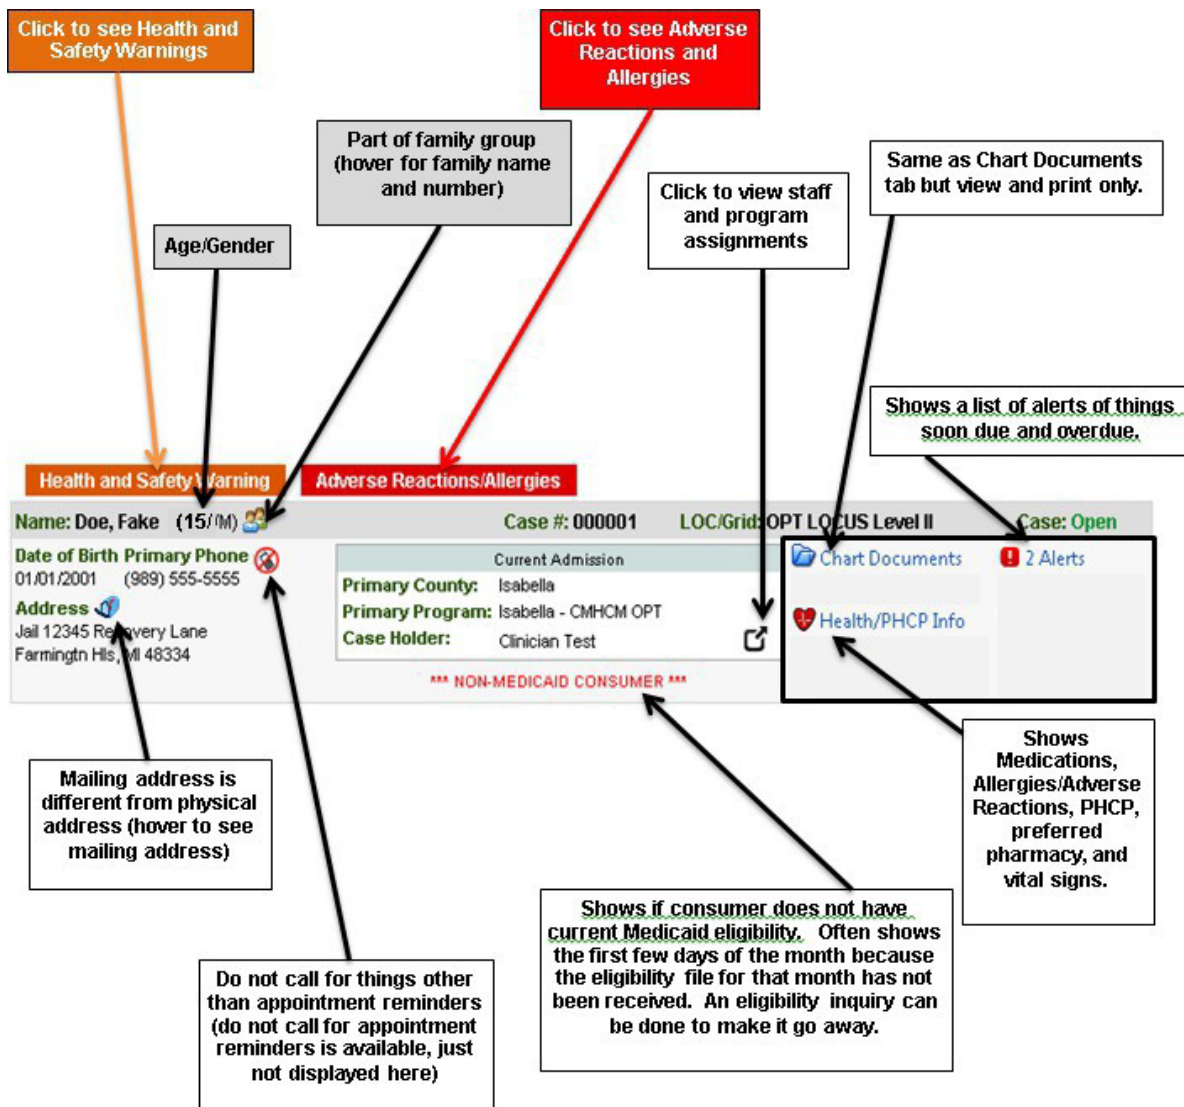 Click to see Health and
Safety Warnings
Click to see Adverse
Reactions and
Allergies
Part of family group
(hover for family name
and number)
Age/Gender
Click to view staff
and program
assignments
Same as Chart Documents
tab but view and print only.
Shows a list of alerts of things
soon due and overdue.
Health and Safety Warning
Adverse Reactions/Allergies
Name: Doe, Fake (15/M) Case #: 000001 LOC/Grid: OPT LOCUS Level II Case: Open
Date of Birth Primary Phone
01/01/2001 (989) 555-5555
Address
Jail 12345 Recovery Lane
Farmingtn Hls, MI 48334
Current Admission
Primary County: Isabella
Primary Program: Isabella - CMHCM OPT
Case Holder: Clinician Test
*** NON-MEDICAID CONSUMER ***
Chart Documents
2 Alerts
Health/PHCP Info
Mailing address is
different from physical
address (hover to see
mailing address)
Do not call for things other
than appointment reminders
(do not call for appointment
reminders is available, just
not displayed here)
Shows if consumer does not have
current Medicaid eligibility. Often shows
the first few days of the month because
the eligibility file for that month has not
been received. An eligibility inquiry can
be done to make it go away.
Shows
Medications,
Allergies/Adverse
Reactions, PHCP,
preferred
pharmacy, and
vital signs.